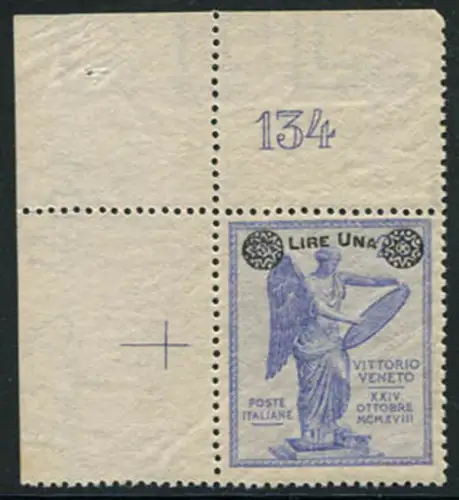 134
LIRE UNA
VITTORIO
VENETO
POSTE
ITALIANE
XXIV
OTTOBRE
MCMXVIII